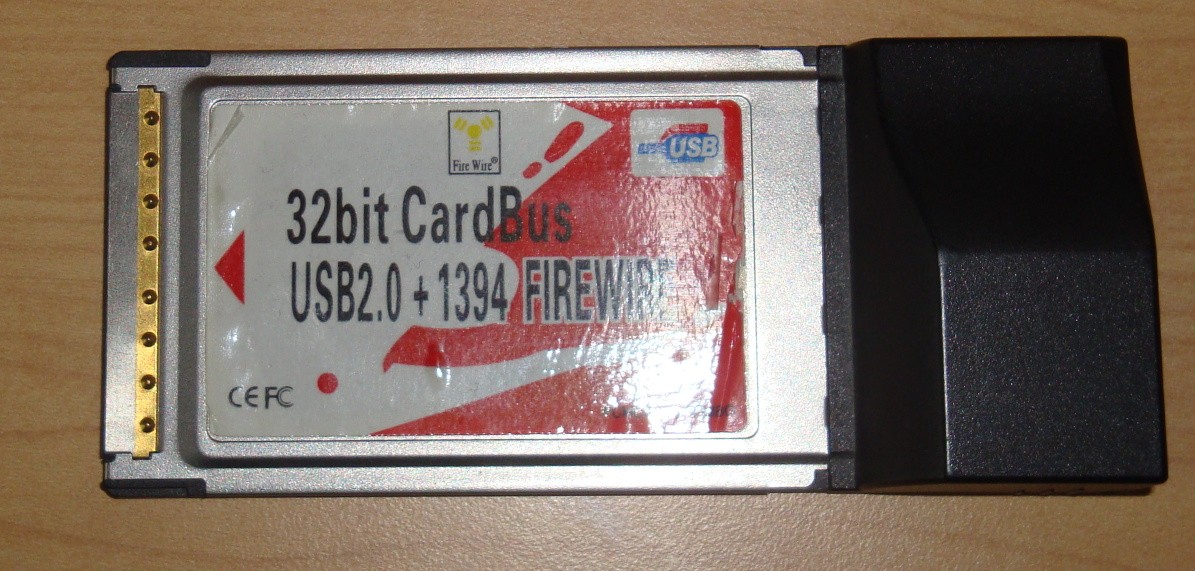 Fire Wire®
USB
32bit CardBus
USB2.0 + 1394 FIREWIRE
CE FC